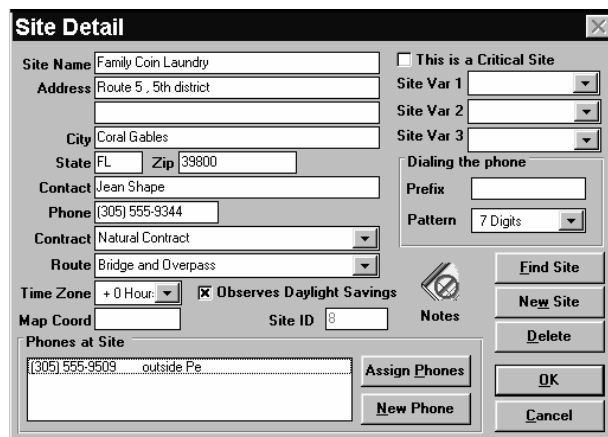 Site Detail
Site Name Family Coin Laundry
This is a Critical Site
Address Route 5 , 5th district
Site Var 1
Site Var 2
City Coral Gables
Site Var 3
State FL Zip 39800
Dialing the phone
Contact Jean Shape
Prefix
Phone (305) 555-9344
Pattern 7 Digits
Contract Natural Contract
Route Bridge and Overpass
Find Site
Time Zone + 0 Hour: Observes Daylight Savings
Notes
New Site
Map Coord Site ID 8
Delete
Phones at Site
(305) 555-9509 outside Pe
Assign Phones
OK
New Phone
Cancel